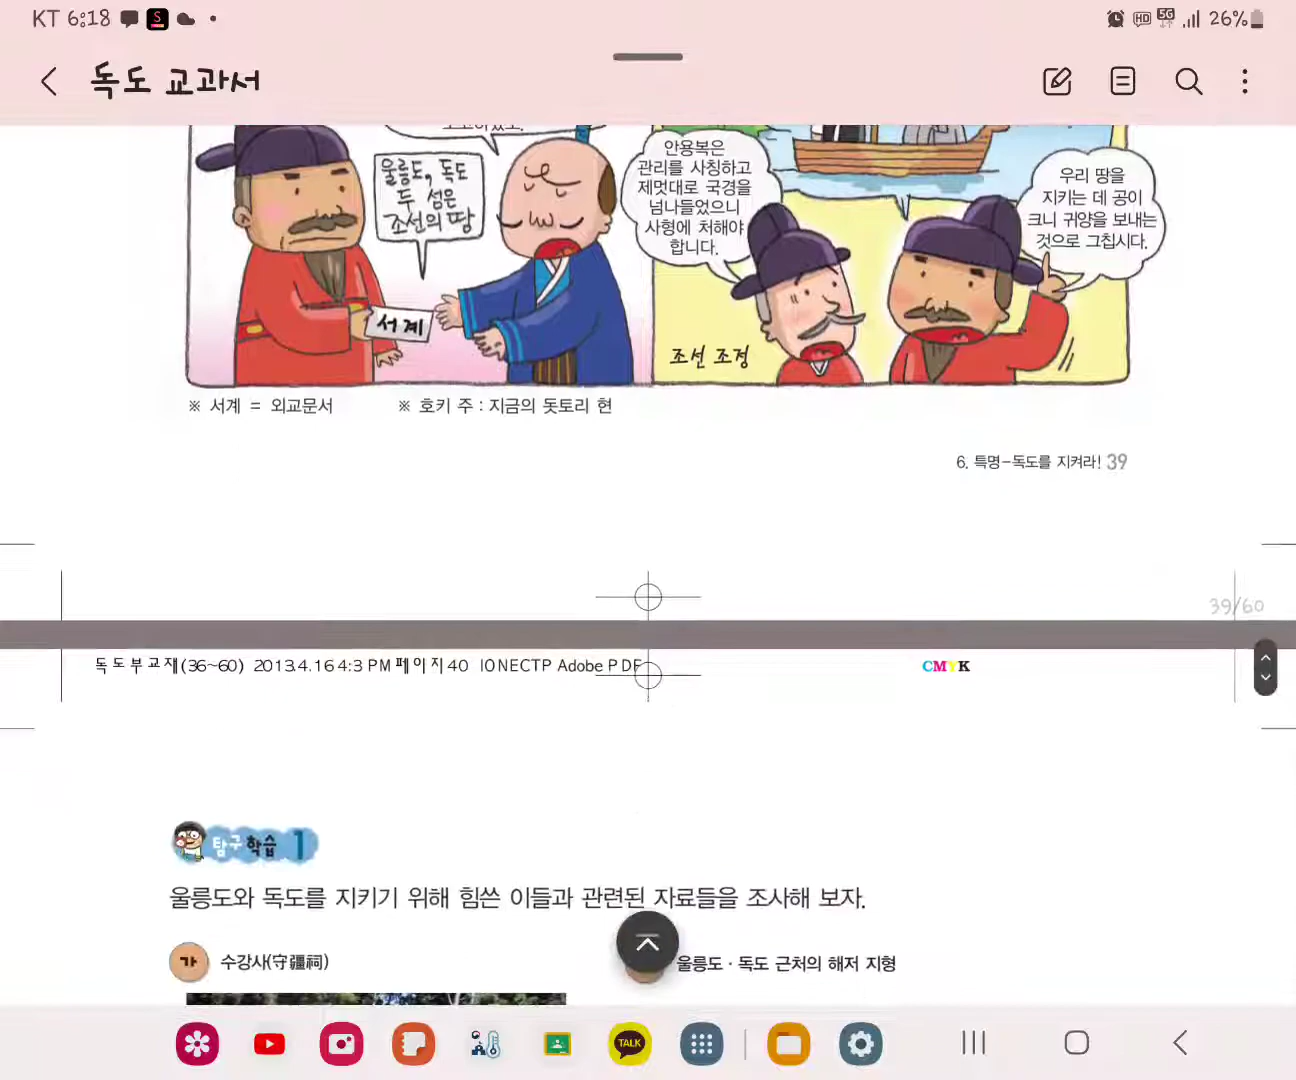 KT 6:18
HD 5G 26%
독도 교과서
울릉도, 독도
두 섬은
조선의 땅
서계
안용복은
관리를 사칭하고
제멋대로 국경을
넘나들었으니
사형에 처해야
합니다.
우리 땅을
지키는 데 공이
크니 귀양을 보내는
것으로 그칩시다.
조선 조정
※ 서계 = 외교문서 ※ 호키 주 : 지금의 돗토리 현
6. 특명-독도를 지켜라! 39
39/60
독도부교재(36~60) 2013.4.16 4:3 PM 페이지40 IONECTP Adobe PDF
CMYK
탐구 학습 1
울릉도와 독도를 지키기 위해 힘쓴 이들과 관련된 자료들을 조사해 보자.
가 수강사(守疆祠)
울릉도 · 독도 근처의 해저 지형
TALK